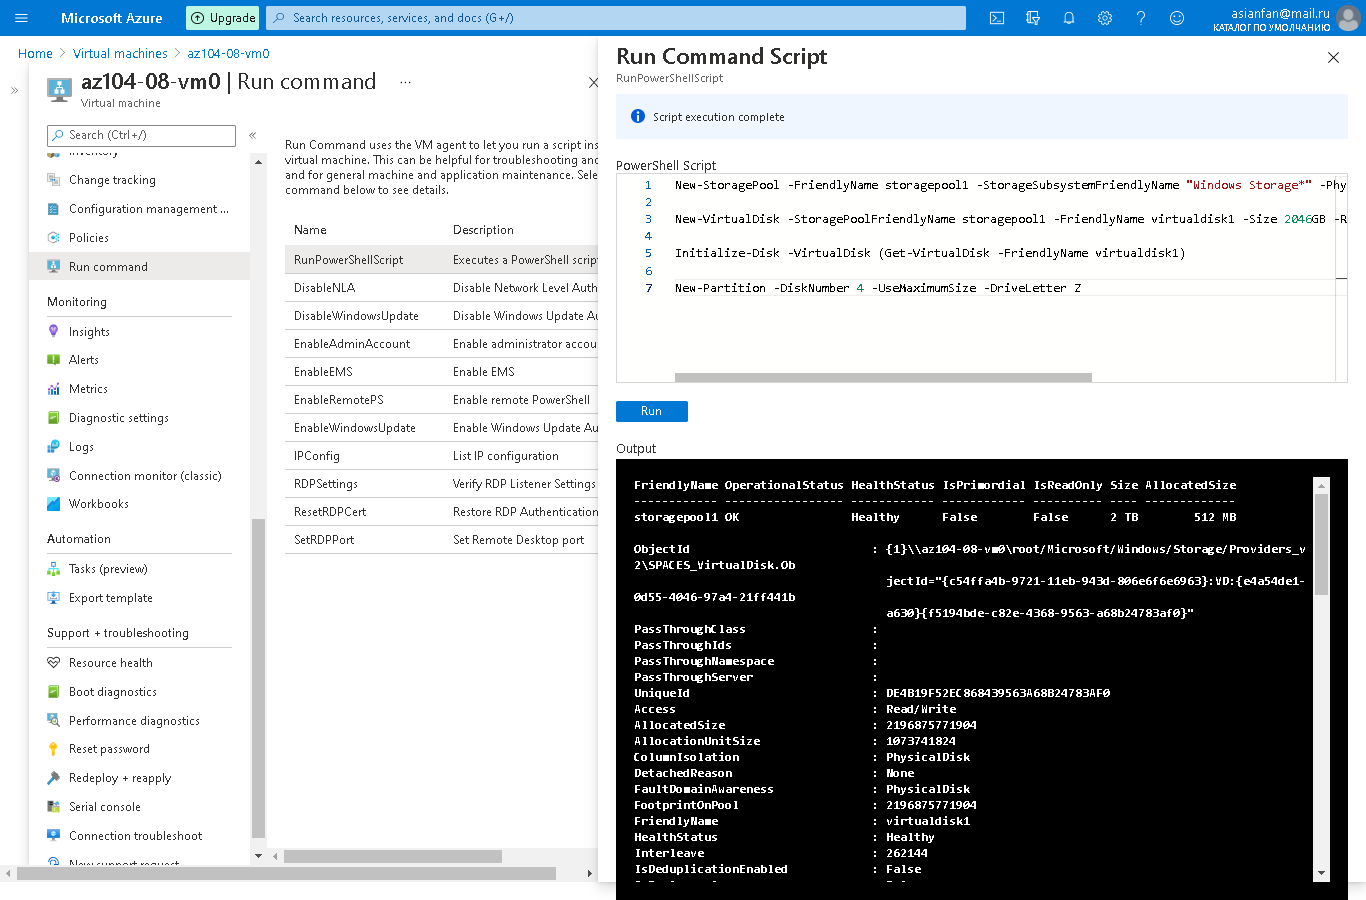 Microsoft Azure
Upgrade
Search resources, services, and docs (G+/)
asianfan@mail.ru
КАТАЛОГ ПО УМОЛЧАНИЮ
Home > Virtual machines > az104-08-vm0
az104-08-vm0 | Run command ...
Virtual machine
Search (Ctrl+/)
Inventory
Change tracking
Configuration management ...
Policies
Run command
Monitoring
Insights
Alerts
Metrics
Diagnostic settings
Logs
Connection monitor (classic)
Workbooks
Automation
Tasks (preview)
Export template
Support + troubleshooting
Resource health
Boot diagnostics
Performance diagnostics
Reset password
Redeploy + reapply
Serial console
Connection troubleshoot
New support request
Run Command uses the VM agent to let you run a script ins
virtual machine. This can be helpful for troubleshooting and
and for general machine and application maintenance. Sele
command below to see details.
Name Description
RunPowerShellScript Executes a PowerShell script
DisableNLA Disable Network Level Auth
DisableWindowsUpdate Disable Windows Update Au
EnableAdminAccount Enable administrator accou
EnableEMS Enable EMS
EnableRemotePS Enable remote PowerShell
EnableWindowsUpdate Enable Windows Update Au
IPConfig List IP configuration
RDPSettings Verify RDP Listener Settings
ResetRDPCert Restore RDP Authentication
SetRDPPort Set Remote Desktop port
Run Command Script
RunPowerShellScript
Script execution complete
PowerShell Script
1 New-StoragePool -FriendlyName storagepool1 -StorageSubsystemFriendlyName "Windows Storage*" -Phy
2
3 New-VirtualDisk -StoragePoolFriendlyName storagepool1 -FriendlyName virtualdisk1 -Size 2046GB -R
4
5 Initialize-Disk -VirtualDisk (Get-VirtualDisk -FriendlyName virtualdisk1)
6
7 New-Partition -DiskNumber 4 -UseMaximumSize -DriveLetter Z
Run
Output
FriendlyName OperationalStatus HealthStatus IsPrimordial IsReadOnly Size AllocatedSize
------------ ----------------- ------------ ------------ ---------- ---- -------------
storagepool1 OK Healthy False False 2 TB 512 MB
ObjectId : {1}\\az104-08-vm0\root/Microsoft/Windows/Storage/Providers_v
2\SPACES_VirtualDisk.Ob
jectId="{c54ffa4b-9721-11eb-943d-806e6f6e6963}:VD:{e4a54de1-
0d55-4046-97a4-21ff441b
a630}{f5194bde-c82e-4368-9563-a68b24783af0}"
PassThroughClass :
PassThroughIds :
PassThroughNamespace :
PassThroughServer :
UniqueId : DE4B19F52EC868439563A68B24783AF0
Access : Read/Write
AllocatedSize : 2196875771904
AllocationUnitSize : 1073741824
ColumnIsolation : PhysicalDisk
DetachedReason : None
FaultDomainAwareness : PhysicalDisk
FootprintOnPool : 2196875771904
FriendlyName : virtualdisk1
HealthStatus : Healthy
Interleave : 262144
IsDeduplicationEnabled : False